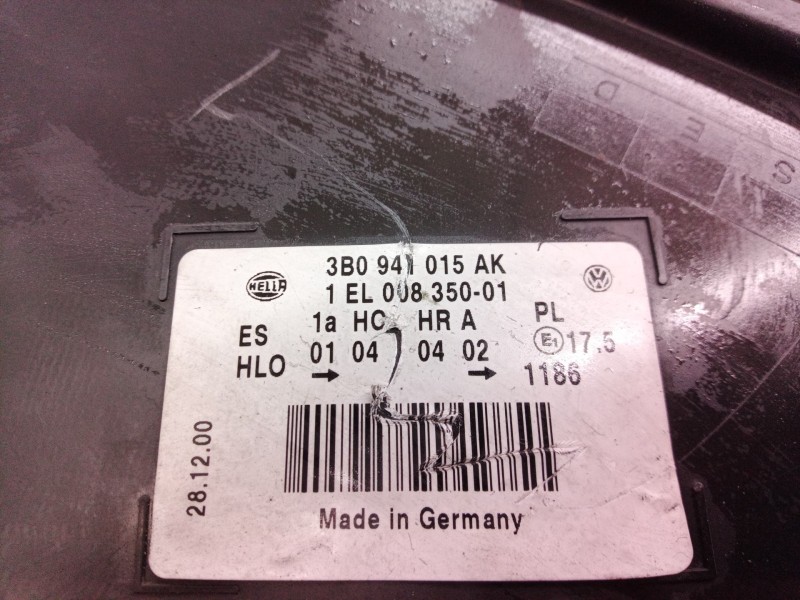 D E S
HELLA
3B0 941 015 AK
1 EL 008 350-01
1a HC HR A
PL
ES
HLO
01 04 04 02
E1 17.5
1186
28.12.00
Made in Germany